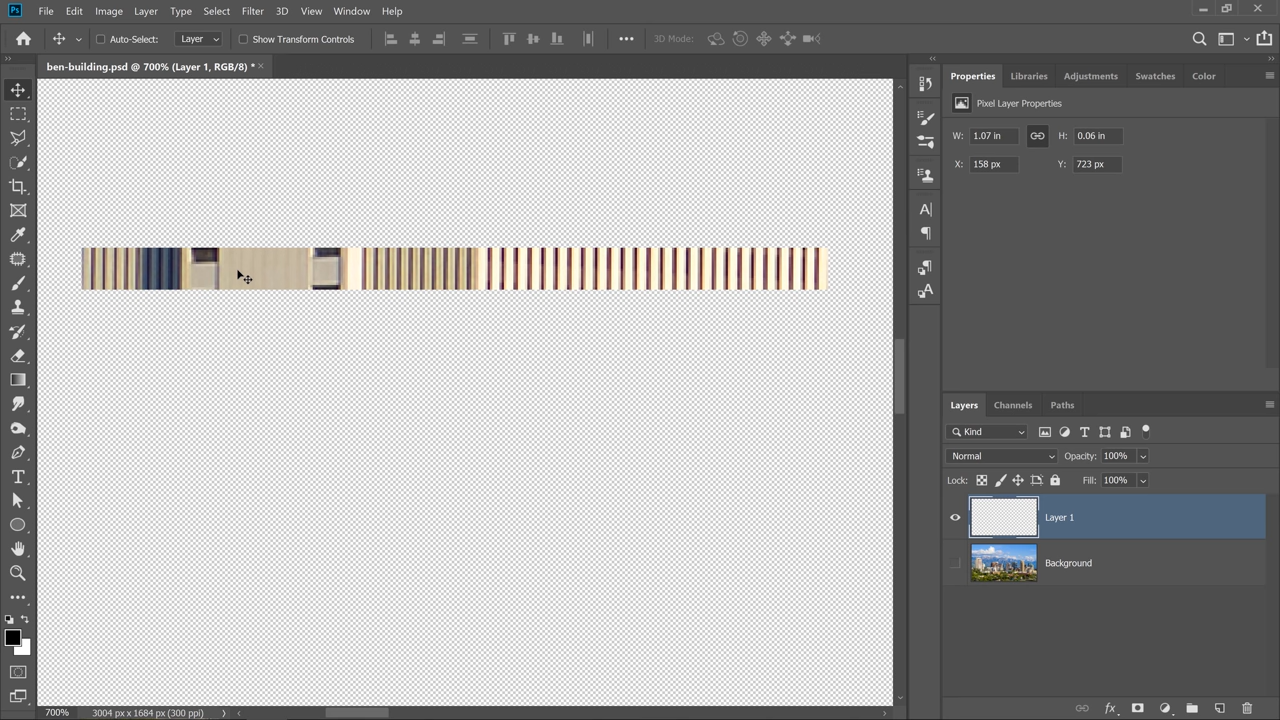 Ps File Edit Image Layer Type Select Filter 3D View Window Help
Auto-Select: Layer Show Transform Controls 3D Mode:
ben-building.psd @ 700% (Layer 1, RGB/8) *
Properties Libraries Adjustments Swatches Color
Pixel Layer Properties
W: 1.07 in H: 0.06 in
X: 158 px Y: 723 px
Layers Channels Paths
Kind
Normal Opacity: 100%
Lock: Fill: 100%
Layer 1
Background
700% 3004 px x 1684 px (300 ppi)